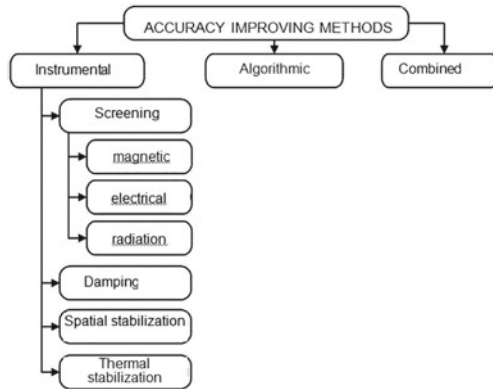 ACCURACY IMPROVING METHODS
Instrumental
Algorithmic
Combined
Screening
magnetic
electrical
radiation
Damping
Spatial stabilization
Thermal
stabilization